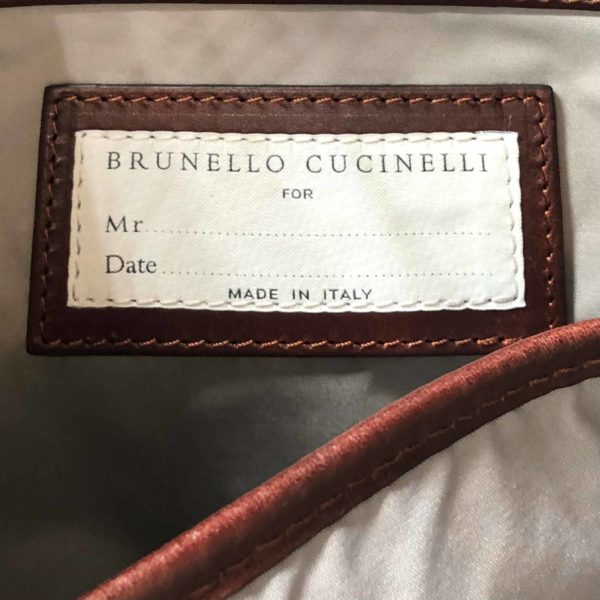 BRUNELLO CUCINELLI
FOR
Mr.....................................
Date...................................
MADE IN ITALY